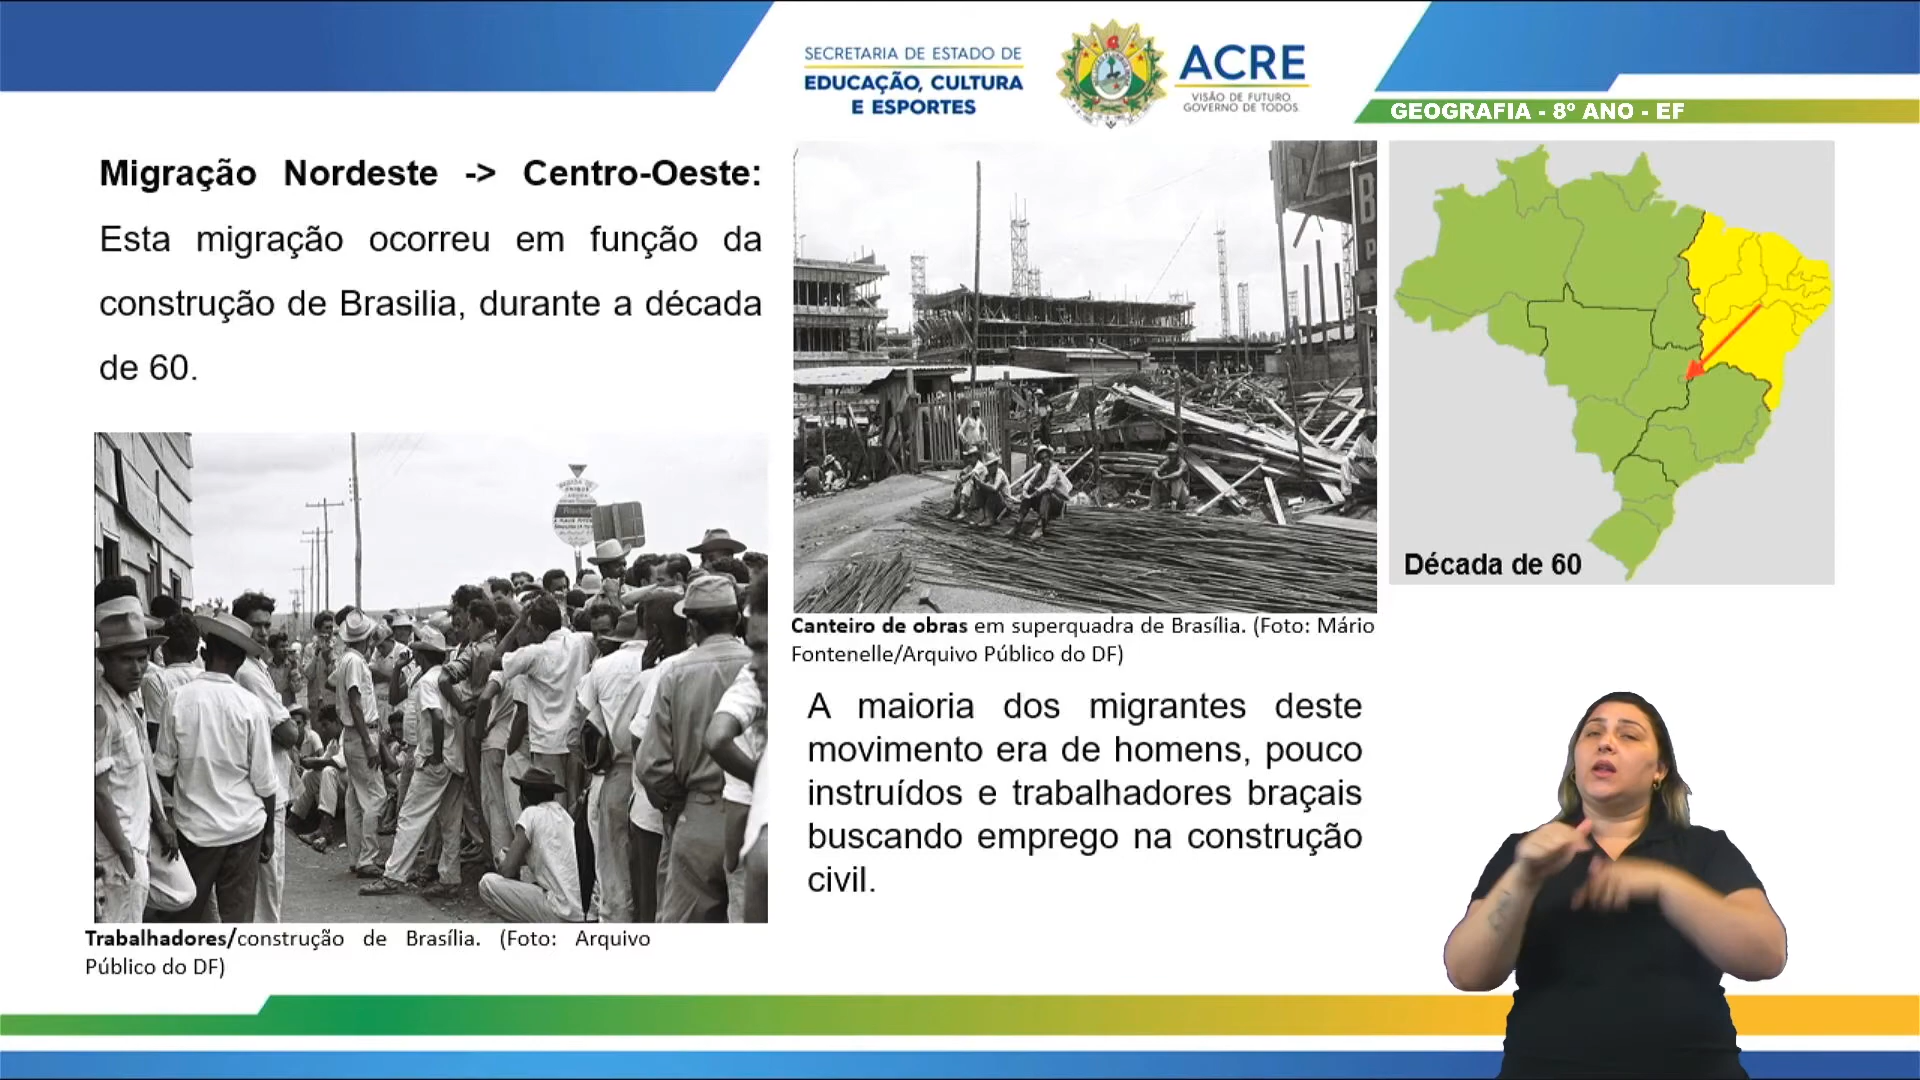 SECRETARIA DE ESTADO DE
EDUCAÇÃO, CULTURA
E ESPORTES
ACRE
VISÃO DE FUTURO
GOVERNO DE TODOS
GEOGRAFIA - 8º ANO - EF
Migração Nordeste -> Centro-Oeste:
Esta migração ocorreu em função da
construção de Brasilia, durante a década
de 60.
Década de 60
Canteiro de obras em superquadra de Brasília. (Foto: Mário
Fontenelle/Arquivo Público do DF)
A maioria dos migrantes deste
movimento era de homens, pouco
instruídos e trabalhadores braçais
buscando emprego na construção
civil.
Trabalhadores/construção de Brasília. (Foto: Arquivo
Público do DF)